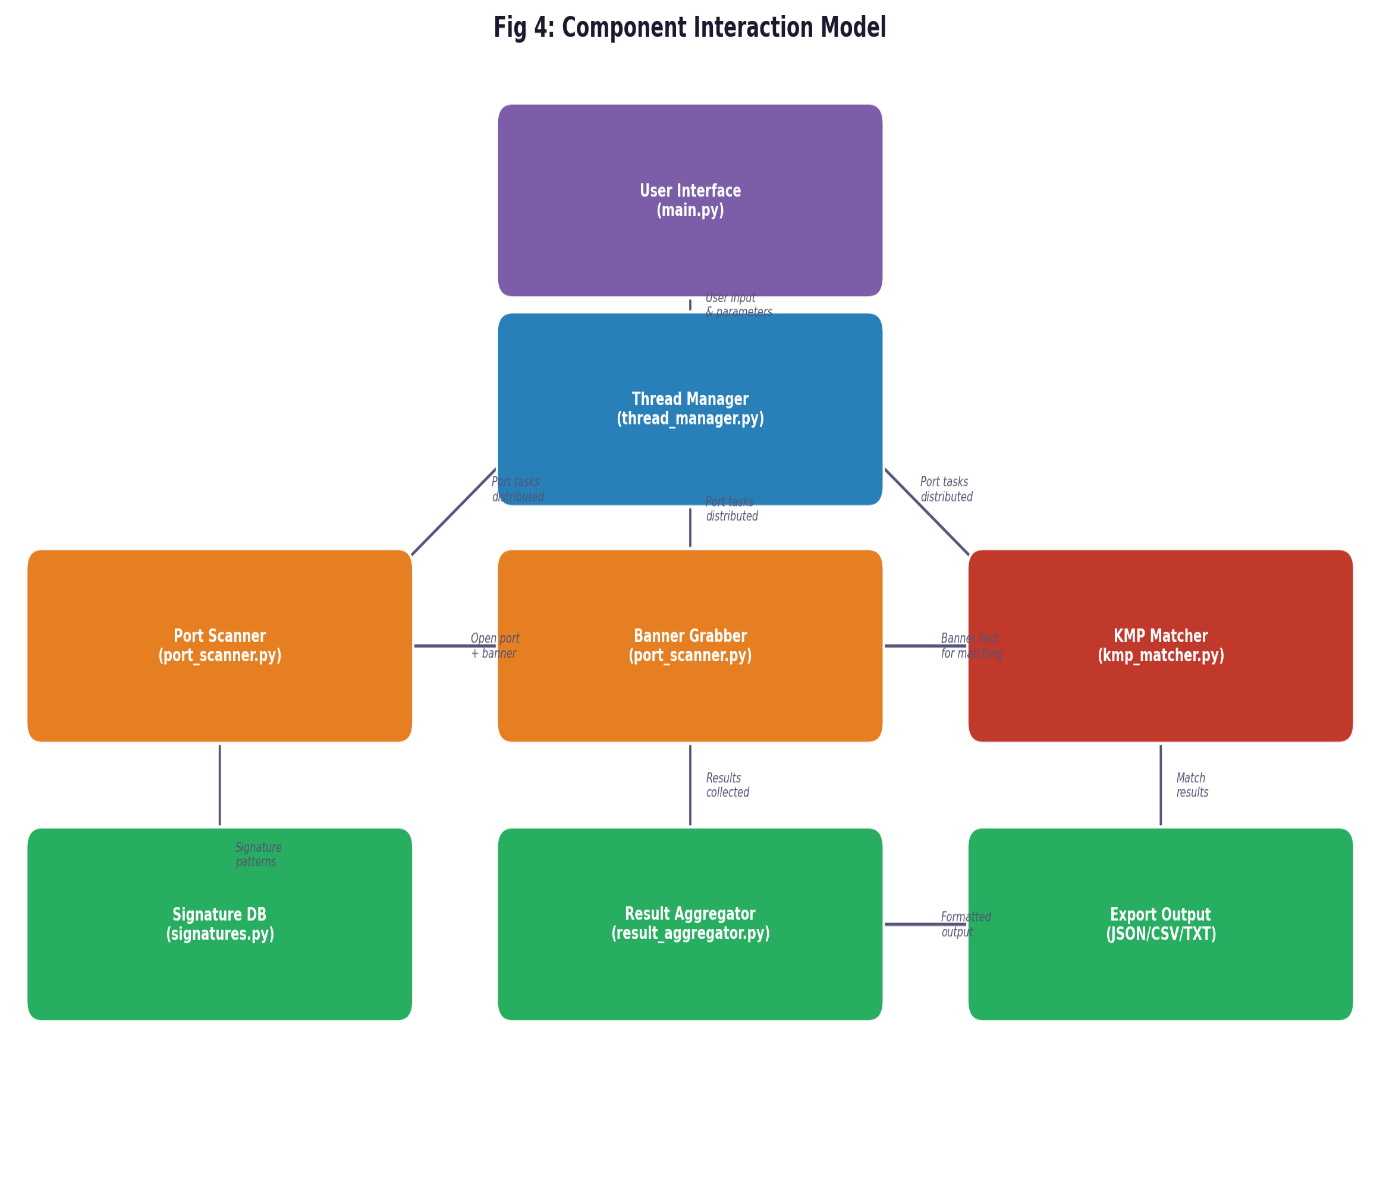 Fig 4: Component Interaction Model
User Interface
(main.py)
User input
& parameters
Thread Manager
(thread_manager.py)
Port tasks
distributed
Port tasks
distributed
Port tasks
distributed
Port Scanner
(port_scanner.py)
Open port
+ banner
Banner Grabber
(port_scanner.py)
Banner text
for matching
KMP Matcher
(kmp_matcher.py)
Results
collected
Match
results
Signature
patterns
Signature DB
(signatures.py)
Result Aggregator
(result_aggregator.py)
Formatted
output
Export Output
(JSON/CSV/TXT)